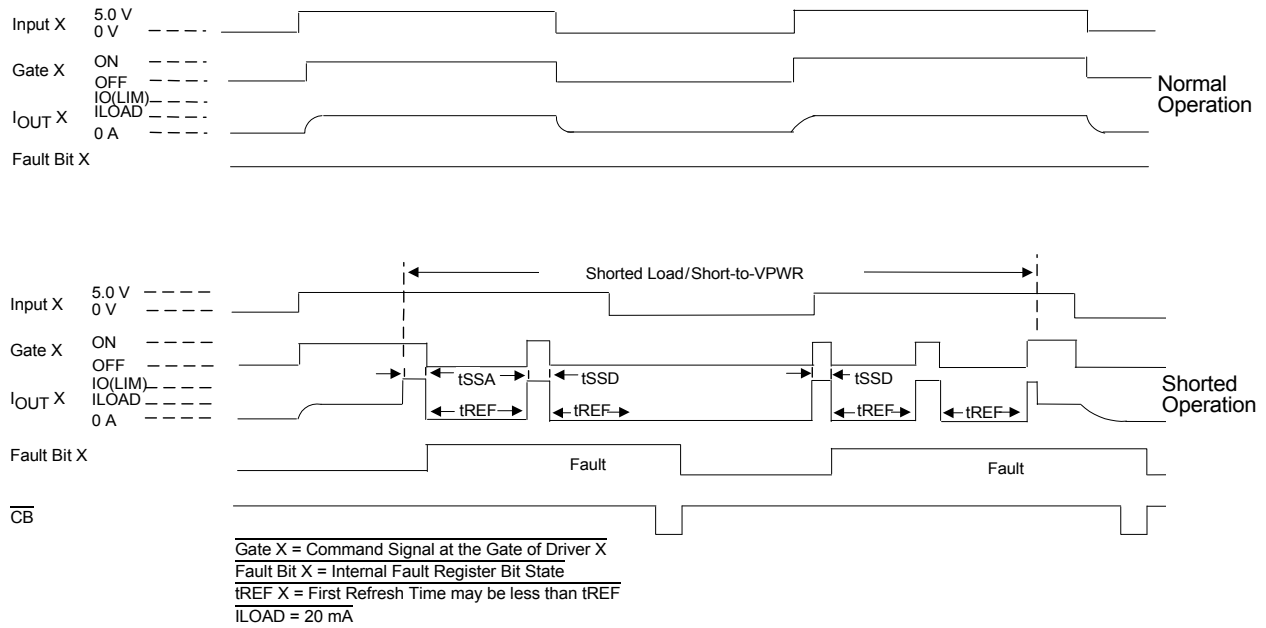 Input X
5.0 V
0 V
Gate X
ON
OFF
IOUT X
IO(LIM)
ILOAD
0 A
Normal
Operation
Fault Bit X
Shorted Load/Short-to-VPWR
Input X
5.0 V
0 V
Gate X
ON
OFF
tSSA
tSSD
tSSD
IOUT X
IO(LIM)
ILOAD
0 A
tREF
tREF
tREF
tREF
Shorted
Operation
Fault Bit X
Fault
Fault
CB
Gate X = Command Signal at the Gate of Driver X
Fault Bit X = Internal Fault Register Bit State
tREF X = First Refresh Time may be less than tREF
ILOAD = 20 mA